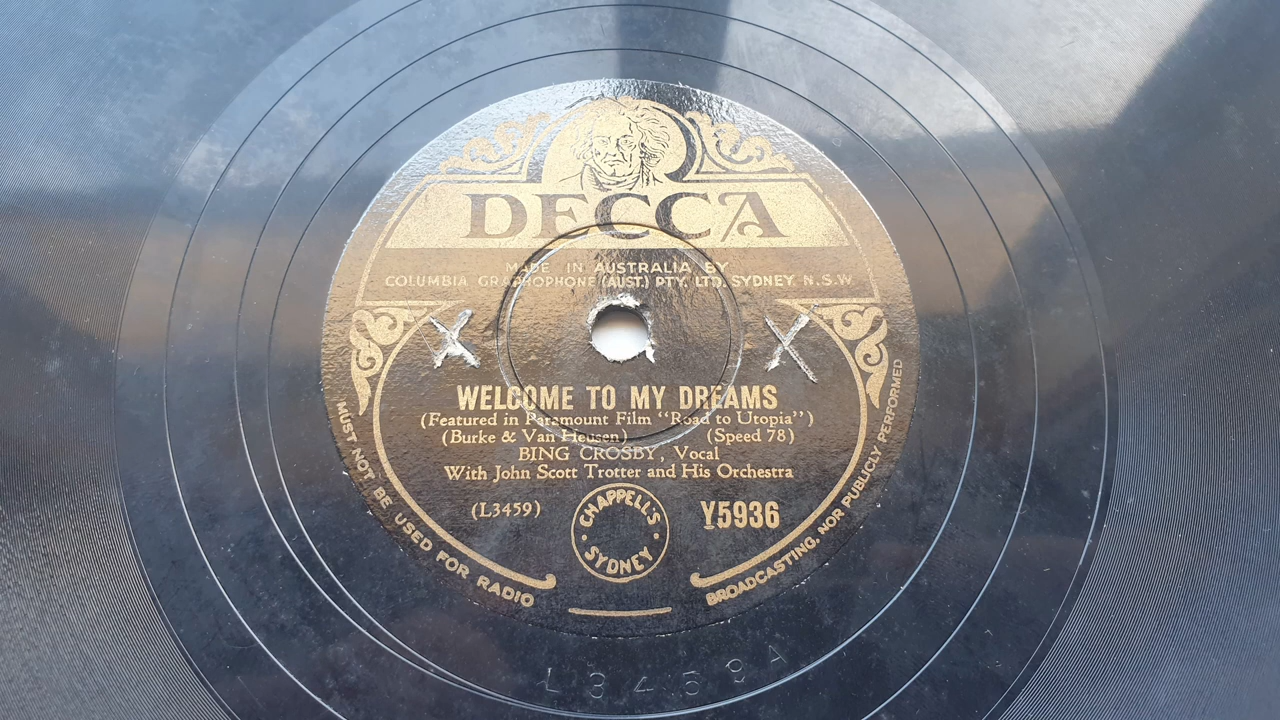 DECCA
MADE IN AUSTRALIA BY
COLUMBIA GRAPHOPHONE (AUST.) PTY. LTD. SYDNEY N.S.W.
X X
WELCOME TO MY DREAMS
(Featured in Paramount Film “Road to Utopia”)
(Burke & Van Heusen) (Speed 78)
BING CROSBY, Vocal
With John Scott Trotter and His Orchestra
(L3459) Y5936
CHAPPELL'S
· SYDNEY ·
MUST NOT BE USED FOR RADIO
BROADCASTING, NOR PUBLICLY PERFORMED
L 3459 A